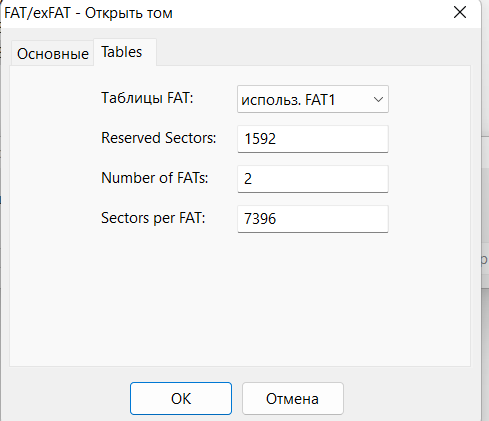 FAT/exFAT - Открыть том
Основные
Tables
Таблицы FAT:
использ. FAT1
Reserved Sectors:
1592
Number of FATs:
2
Sectors per FAT:
7396
р
OK
Отмена